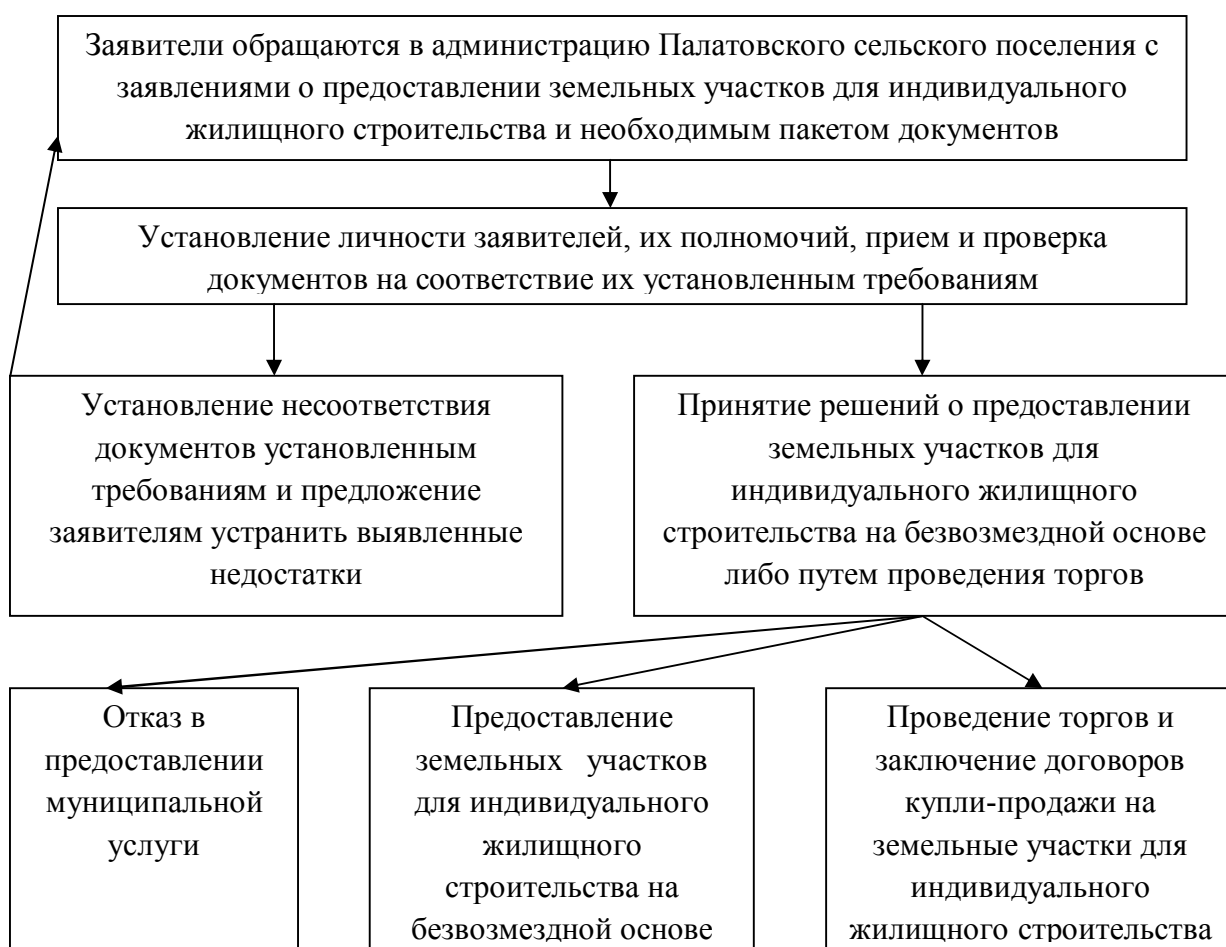 Заявители обращаются в администрацию Палатовского сельского поселения с
заявлениями о предоставлении земельных участков для индивидуального
жилищного строительства и необходимым пакетом документов
Установление личности заявителей, их полномочий, прием и проверка
документов на соответствие их установленным требованиям
Установление несоответствия
документов установленным
требованиям и предложение
заявителям устранить выявленные
недостатки
Принятие решений о предоставлении
земельных участков для
индивидуального жилищного
строительства на безвозмездной основе
либо путем проведения торгов
Отказ в
предоставлении
муниципальной
услуги
Предоставление
земельных участков
для индивидуального
жилищного
строительства на
безвозмездной основе
Проведение торгов и
заключение договоров
купли-продажи на
земельные участки для
индивидуального
жилищного строительства